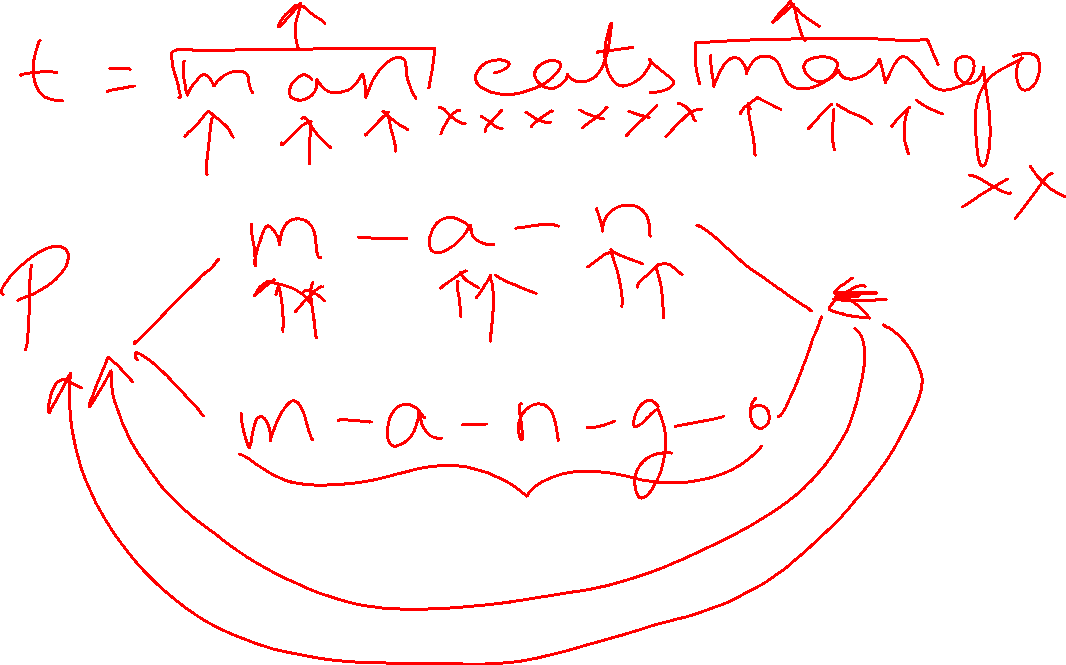 t = man eats mango
x x x x x x
x x
m - a - n
P
m - a - n - g - o